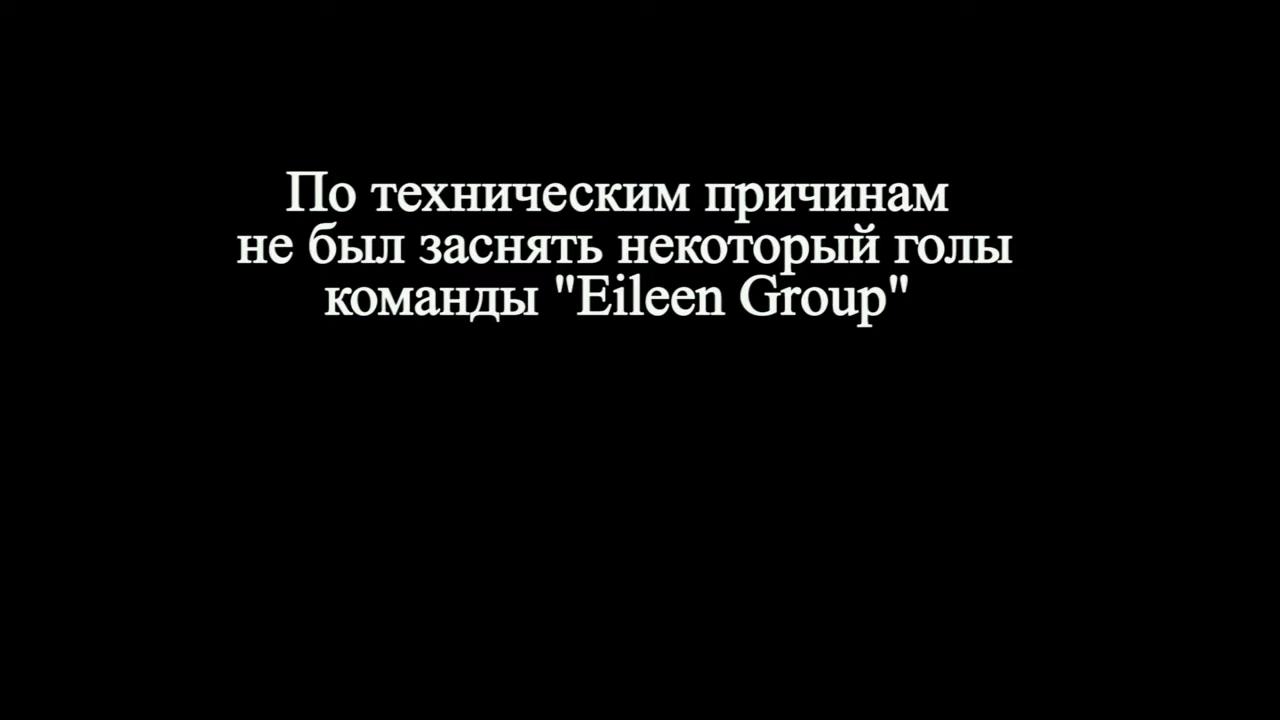 По техническим причинам
не был заснять некоторый голы
команды "Eileen Group"